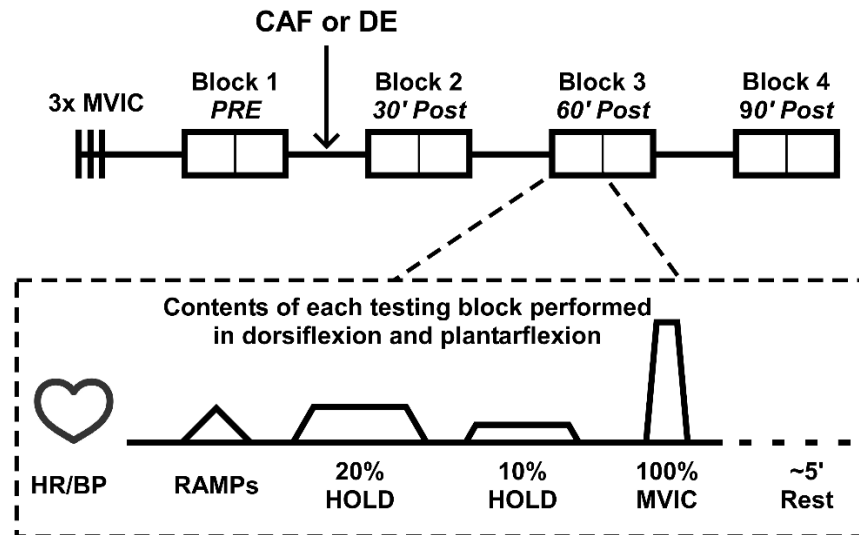 CAF or DE
3x MVIC
Block 1
PRE
Block 2
30' Post
Block 3
60' Post
Block 4
90' Post
Contents of each testing block performed
in dorsiflexion and plantarflexion
HR/BP
RAMPs
20%
HOLD
10%
HOLD
100%
MVIC
~5'
Rest